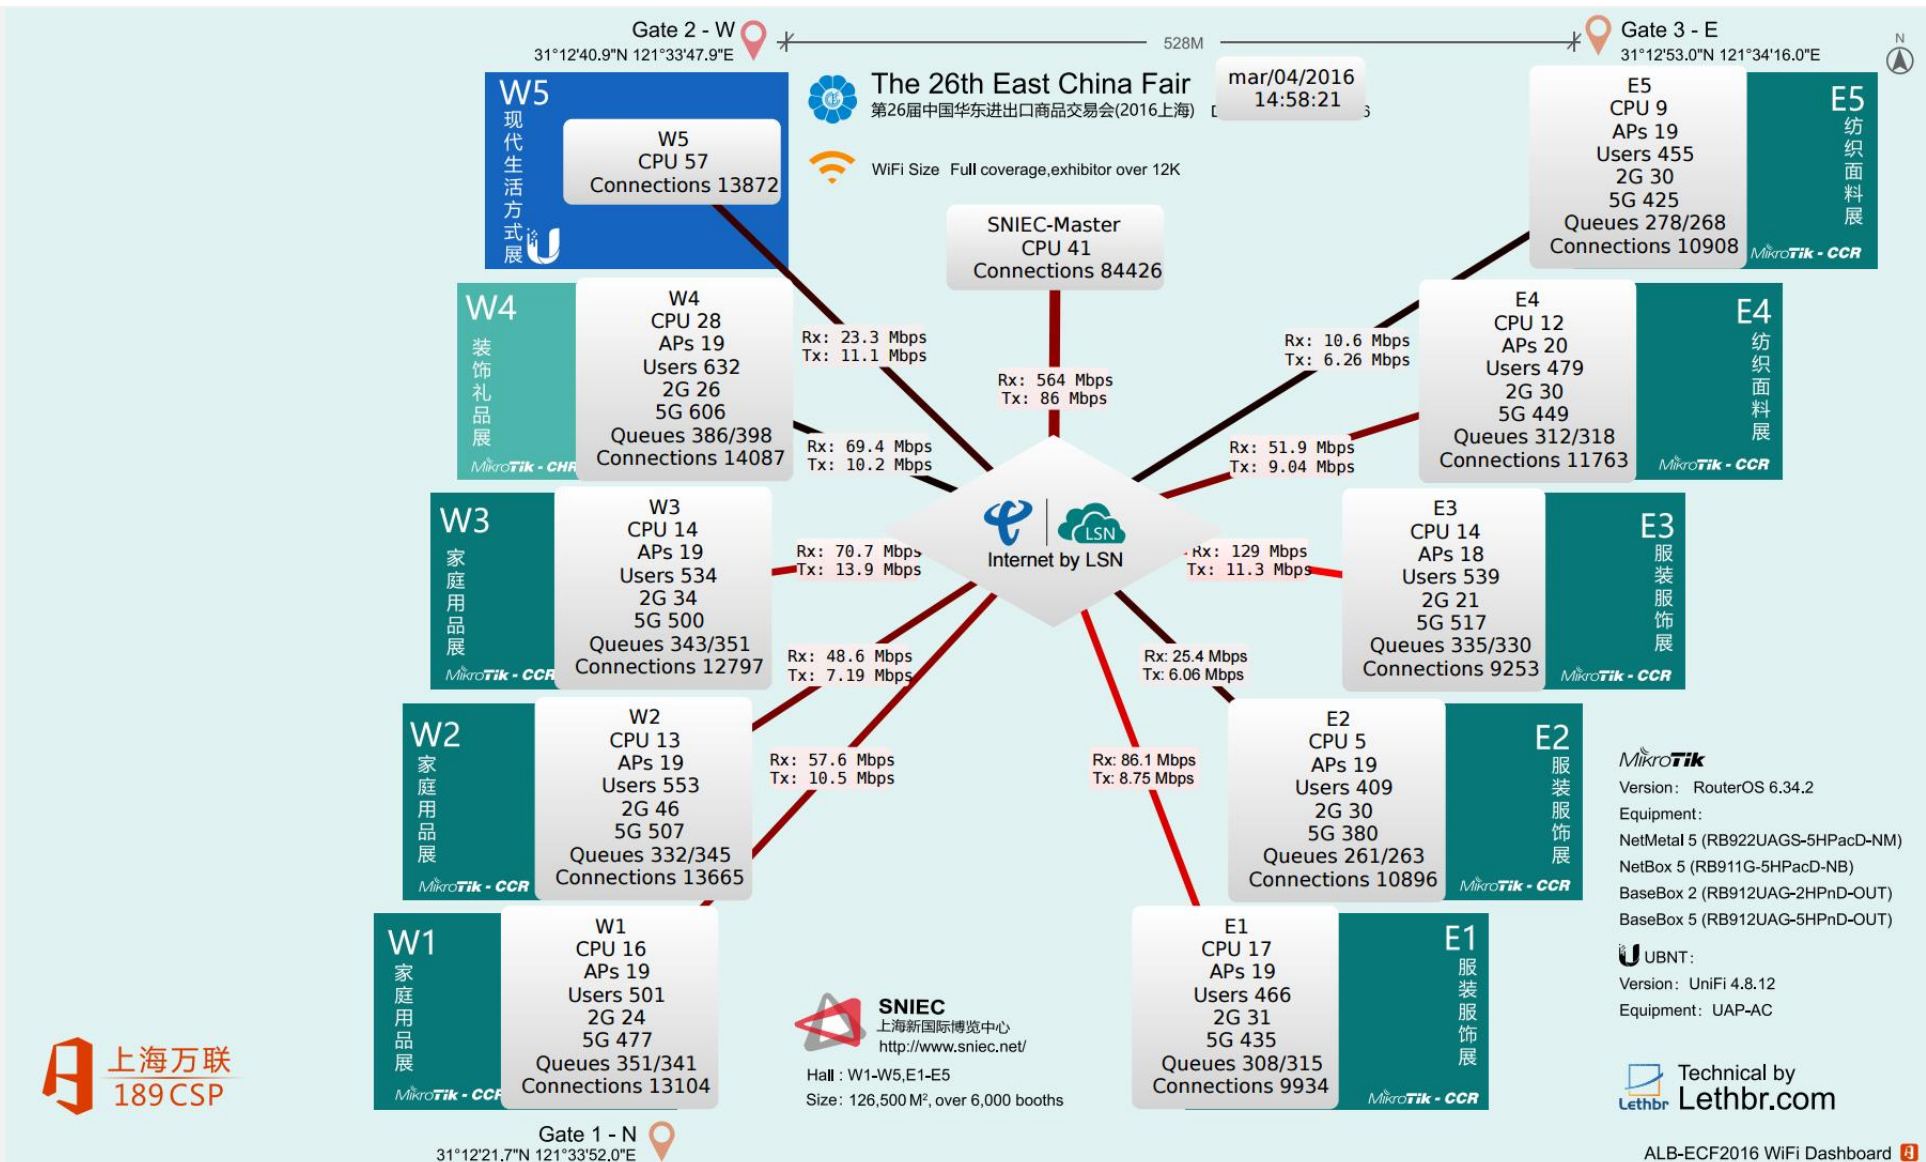 Gate 2 - W
31°12'40.9"N 121°33'47.9"E
528M
Gate 3 - E
31°12'53.0"N 121°34'16.0"E
N
The 26th East China Fair
第26届中国华东进出口商品交易会(2016上海)
mar/04/2016
14:58:21
WiFi Size Full coverage,exhibitor over 12K
W5
现代生活方式展
W5
CPU 57
Connections 13872
Rx: 23.3 Mbps
Tx: 11.1 Mbps
SNIEC-Master
CPU 41
Connections 84426
Rx: 564 Mbps
Tx: 86 Mbps
E5
CPU 9
APs 19
Users 455
2G 30
5G 425
Queues 278/268
Connections 10908
E5
纺织面料展
MikroTik - CCR
Rx: 10.6 Mbps
Tx: 6.26 Mbps
W4
装饰礼品展
MikroTik - CHR
W4
CPU 28
APs 19
Users 632
2G 26
5G 606
Queues 386/398
Connections 14087
Rx: 69.4 Mbps
Tx: 10.2 Mbps
E4
CPU 12
APs 20
Users 479
2G 30
5G 449
Queues 312/318
Connections 11763
E4
纺织面料展
MikroTik - CCR
Rx: 51.9 Mbps
Tx: 9.04 Mbps
W3
家庭用品展
MikroTik - CCR
W3
CPU 14
APs 19
Users 534
2G 34
5G 500
Queues 343/351
Connections 12797
Rx: 70.7 Mbps
Tx: 13.9 Mbps
LSN
Internet by LSN
Rx: 129 Mbps
Tx: 11.3 Mbps
E3
CPU 14
APs 18
Users 539
2G 21
5G 517
Queues 335/330
Connections 9253
E3
服装服饰展
MikroTik - CCR
W2
家庭用品展
MikroTik - CCR
W2
CPU 13
APs 19
Users 553
2G 46
5G 507
Queues 332/345
Connections 13665
Rx: 48.6 Mbps
Tx: 7.19 Mbps
Rx: 25.4 Mbps
Tx: 6.06 Mbps
E2
CPU 5
APs 19
Users 409
2G 30
5G 380
Queues 261/263
Connections 10896
E2
服装服饰展
MikroTik - CCR
W1
家庭用品展
MikroTik - CCR
W1
CPU 16
APs 19
Users 501
2G 24
5G 477
Queues 351/341
Connections 13104
Rx: 57.6 Mbps
Tx: 10.5 Mbps
Rx: 86.1 Mbps
Tx: 8.75 Mbps
E1
CPU 17
APs 19
Users 466
2G 31
5G 435
Queues 308/315
Connections 9934
E1
服装服饰展
MikroTik - CCR
MikroTik
Version: RouterOS 6.34.2
Equipment:
NetMetal 5 (RB922UAGS-5HPacD-NM)
NetBox 5 (RB911G-5HPacD-NB)
BaseBox 2 (RB912UAG-2HPnD-OUT)
BaseBox 5 (RB912UAG-5HPnD-OUT)
UBNT:
Version: UniFi 4.8.12
Equipment: UAP-AC
上海万联
189 CSP
SNIEC
上海新国际博览中心
http://www.sniec.net/
Hall : W1-W5,E1-E5
Size: 126,500 M², over 6,000 booths
Lethbr
Technical by
Lethbr.com
Gate 1 - N
31°12'21.7"N 121°33'52.0"E
ALB-ECF2016 WiFi Dashboard